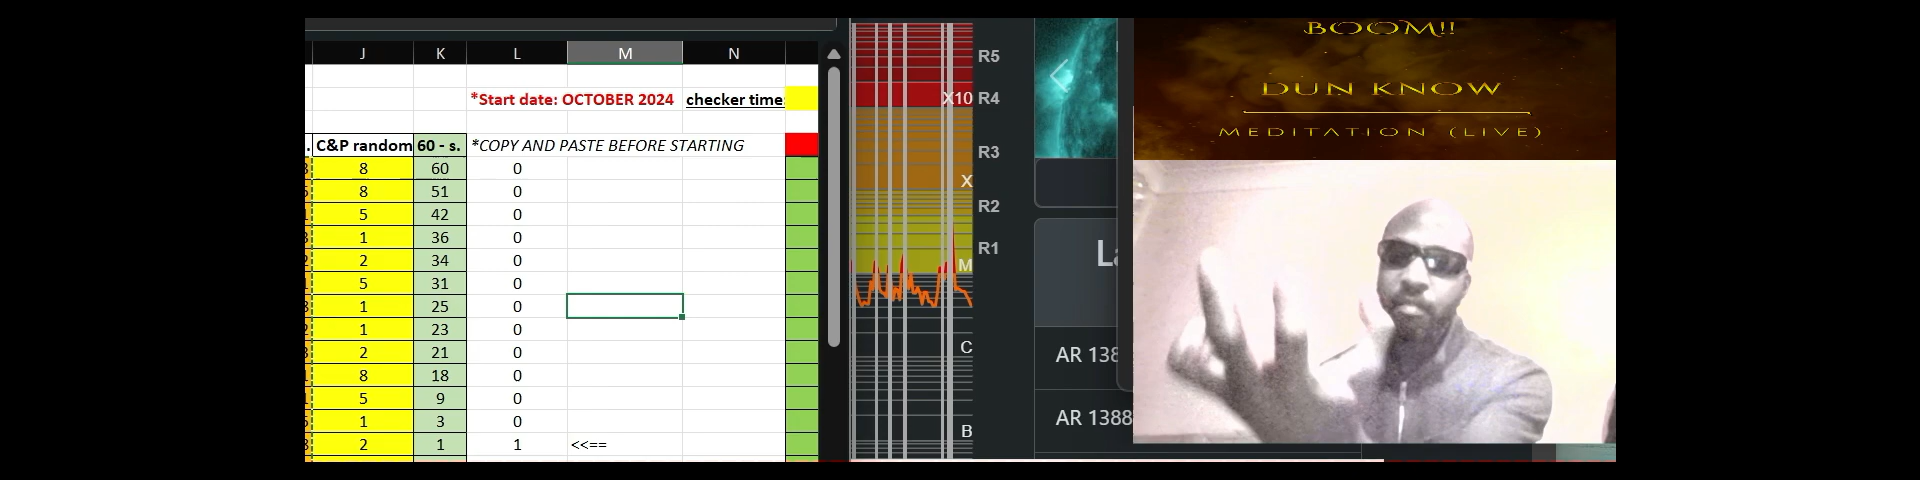 J K L M N
*Start date: OCTOBER 2024 checker time:
C&P random 60 - s. *COPY AND PASTE BEFORE STARTING
8 60 0
8 51 0
5 42 0
1 36 0
2 34 0
5 31 0
1 25 0
1 23 0
2 21 0
8 18 0
5 9 0
1 3 0
2 1 1 <<==
R5
X10 R4
R3
X
R2
R1
M
C
B
La
AR 138
AR 1388
BOOM!!
DUN KNOW
MEDITATION (LIVE)